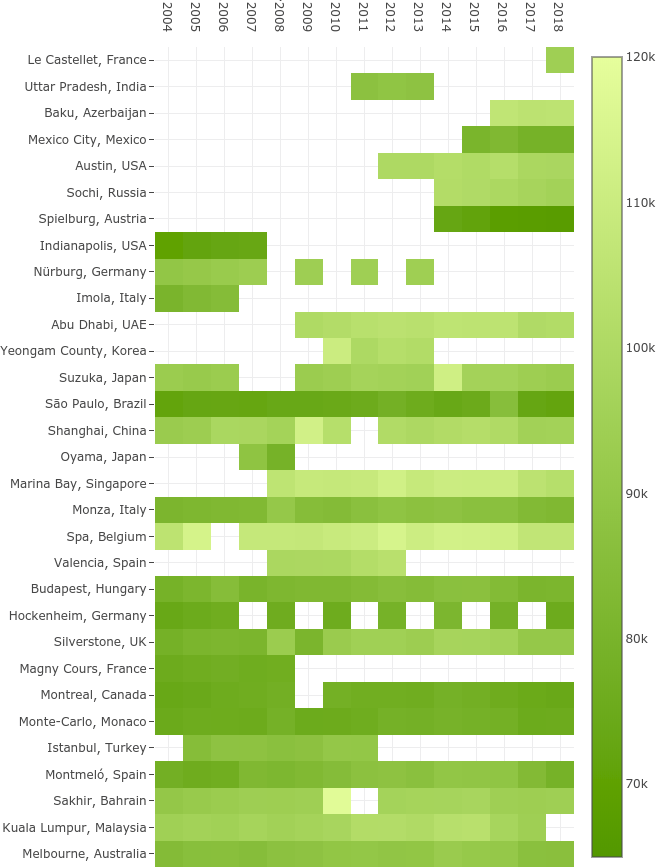 2004 2005 2006 2007 2008 2009 2010 2011 2012 2013 2014 2015 2016 2017 2018
Le Castellet, France
120k
Uttar Pradesh, India
Baku, Azerbaijan
Mexico City, Mexico
Austin, USA
Sochi, Russia
110k
Spielburg, Austria
Indianapolis, USA
Nürburg, Germany
Imola, Italy
Abu Dhabi, UAE
Yeongam County, Korea
100k
Suzuka, Japan
São Paulo, Brazil
Shanghai, China
Oyama, Japan
Marina Bay, Singapore
90k
Monza, Italy
Spa, Belgium
Valencia, Spain
Budapest, Hungary
Hockenheim, Germany
Silverstone, UK
80k
Magny Cours, France
Montreal, Canada
Monte-Carlo, Monaco
Istanbul, Turkey
Montmeló, Spain
70k
Sakhir, Bahrain
Kuala Lumpur, Malaysia
Melbourne, Australia